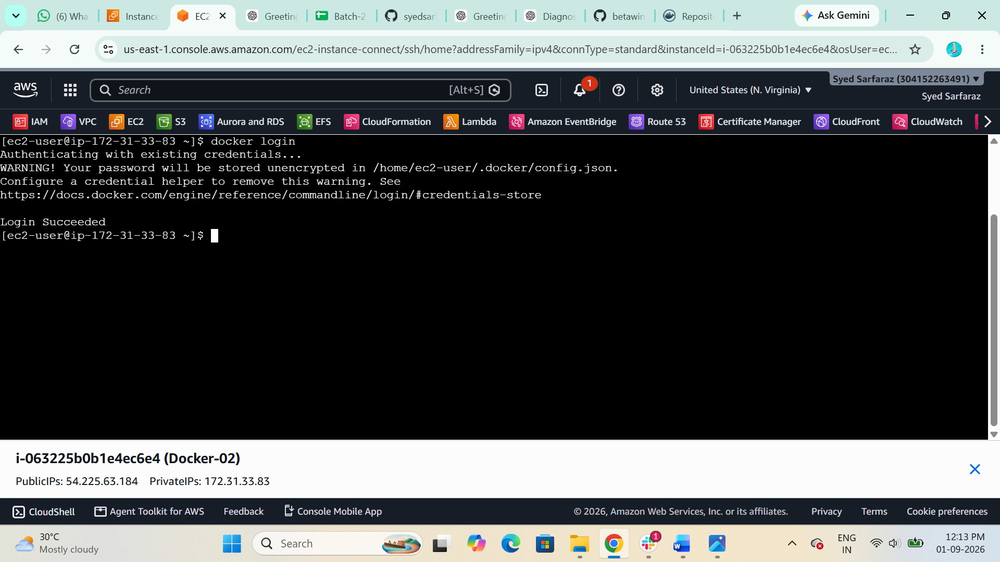 (6) Wha
Instance
EC2
Greeting
Batch-2
syedsarf
Greeting
Diagnos
betawin
Reposit
Ask Gemini
us-east-1.console.aws.amazon.com/ec2-instance-connect/ssh/home?addressFamily=ipv4&connType=standard&instanceId=i-063225b0b1e4ec6e4&osUser=ec...
aws
Search
[Alt+S]
1
United States (N. Virginia) ▼
Syed Sarfaraz (304152263491) ▼
Syed Sarfaraz
IAM
VPC
EC2
S3
Aurora and RDS
EFS
CloudFormation
Lambda
Amazon EventBridge
Route 53
Certificate Manager
CloudFront
CloudWatch
[ec2-user@ip-172-31-33-83 ~]$ docker login
Authenticating with existing credentials...
WARNING! Your password will be stored unencrypted in /home/ec2-user/.docker/config.json.
Configure a credential helper to remove this warning. See
https://docs.docker.com/engine/reference/commandline/login/#credentials-store
Login Succeeded
[ec2-user@ip-172-31-33-83 ~]$
i-063225b0b1e4ec6e4 (Docker-02)
PublicIPs: 54.225.63.184 PrivateIPs: 172.31.33.83
CloudShell
Agent Toolkit for AWS
Feedback
Console Mobile App
© 2026, Amazon Web Services, Inc. or its affiliates.
Privacy
Terms
Cookie preferences
30°C
Mostly cloudy
Search
1
ENG
IN
12:13 PM
01-09-2026